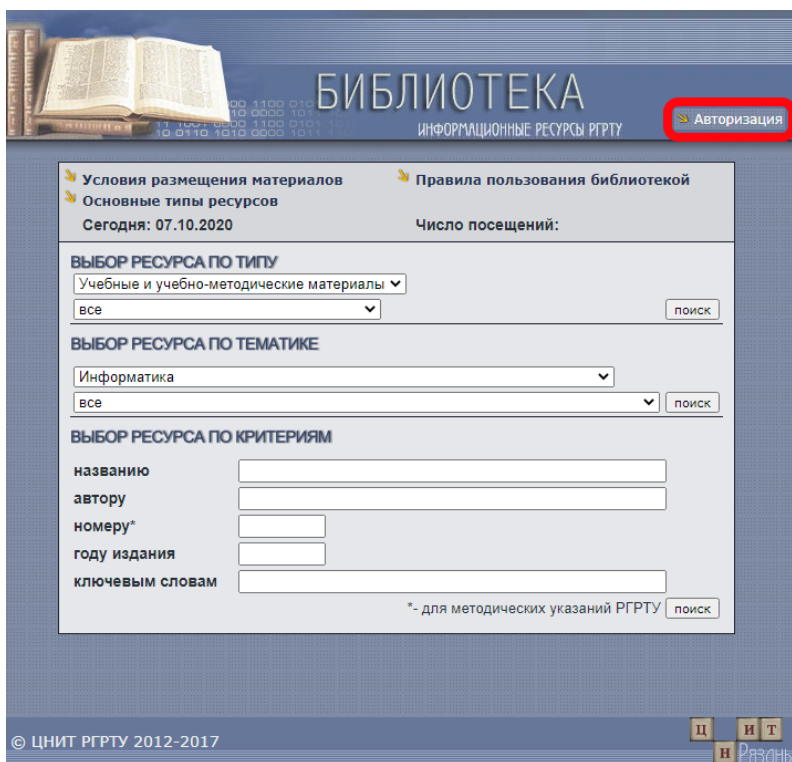 БИБЛИОТЕКА
ИНФОРМАЦИОННЫЕ РЕСУРСЫ РГРТУ
Авторизация
Условия размещения материалов
Правила пользования библиотекой
Основные типы ресурсов
Сегодня: 07.10.2020
Число посещений:
ВЫБОР РЕСУРСА ПО ТИПУ
Учебные и учебно-методические материалы
все
поиск
ВЫБОР РЕСУРСА ПО ТЕМАТИКЕ
Информатика
все
поиск
ВЫБОР РЕСУРСА ПО КРИТЕРИЯМ
названию
автору
номеру*
году издания
ключевым словам
*- для методических указаний РГРТУ
поиск
© ЦНИТ РГРТУ 2012-2017
Ц И Т
Н Рязань